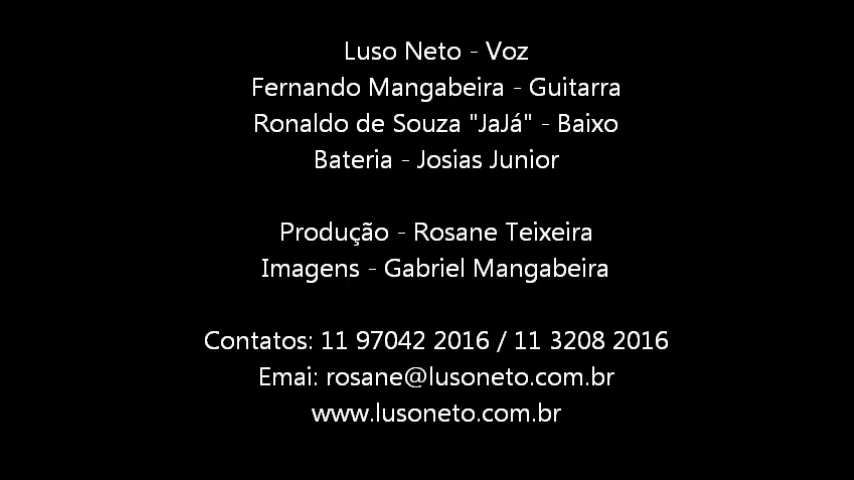 Luso Neto - Voz
Fernando Mangabeira - Guitarra
Ronaldo de Souza "JaJá" - Baixo
Bateria - Josias Junior
Produção - Rosane Teixeira
Imagens - Gabriel Mangabeira
Contatos: 11 97042 2016 / 11 3208 2016
Emai: rosane@lusoneto.com.br
www.lusoneto.com.br